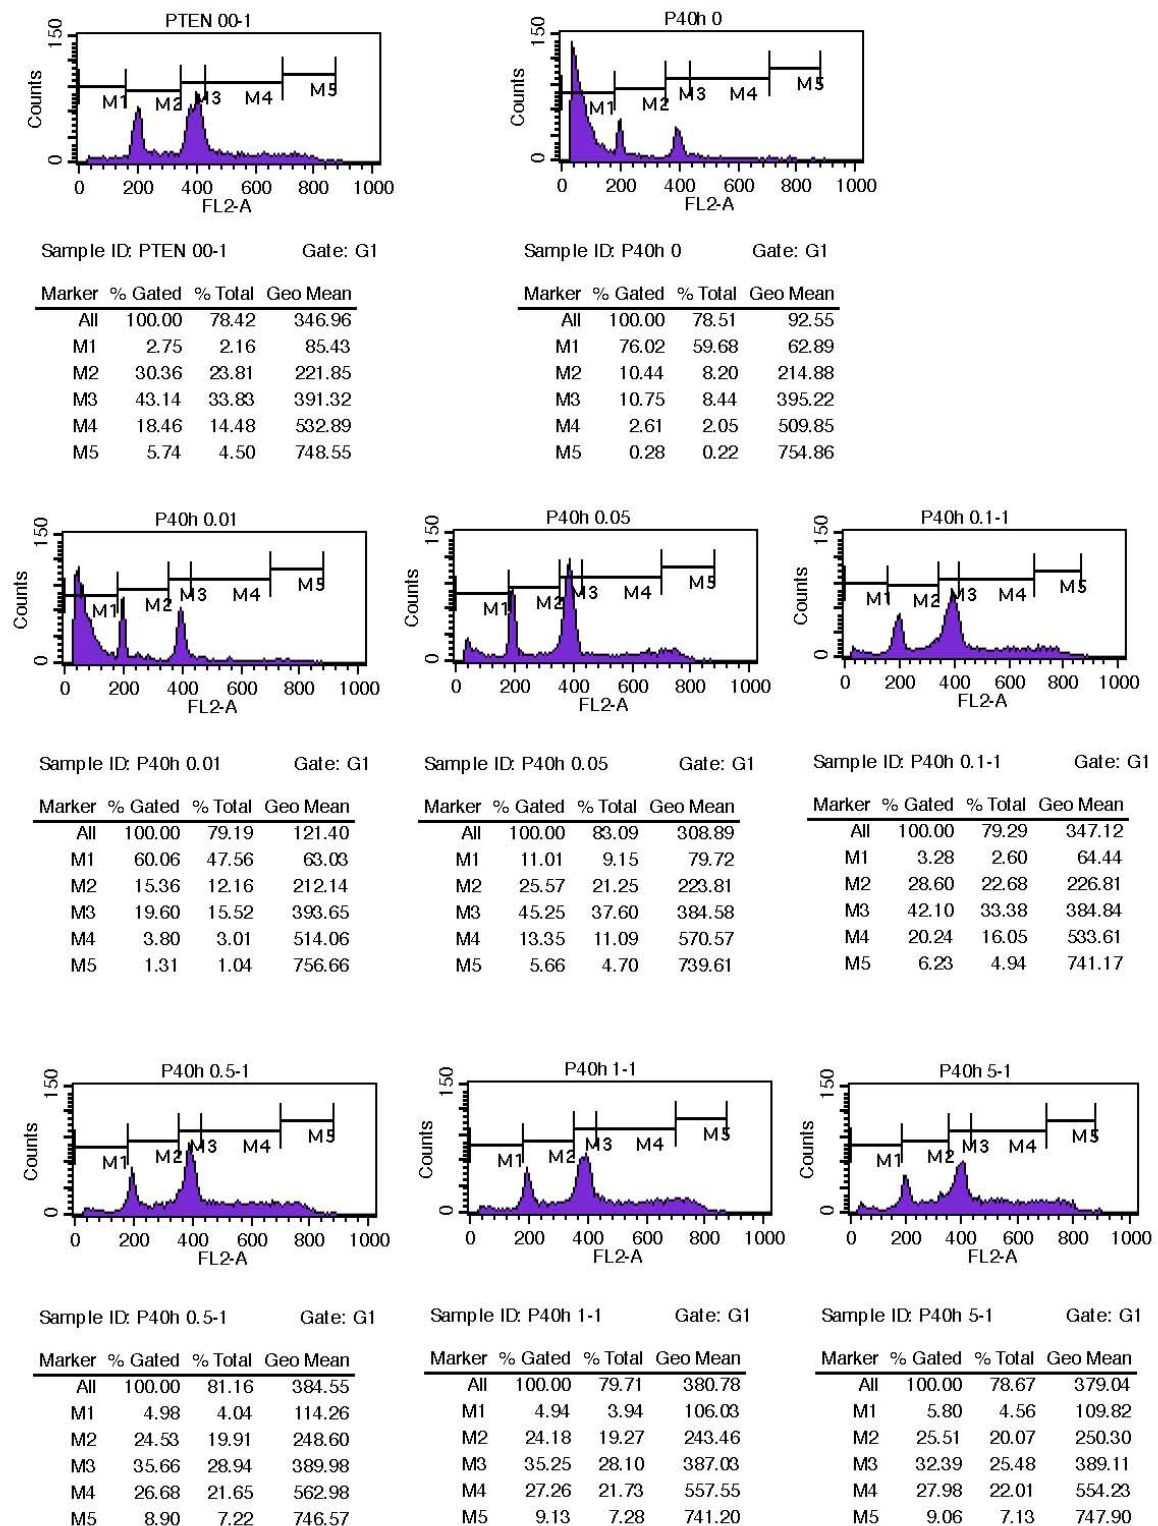 PTEN 00-1
150
Counts
0
M1 M2 M3 M4 M5
0 200 400 600 800 1000
FL2-A
P40h 0
150
Counts
0
M1 M2 M3 M4 M5
0 200 400 600 800 1000
FL2-A
Sample ID: PTEN 00-1 Gate: G1
Marker % Gated % Total Geo Mean
All 100.00 78.42 346.96
M1 2.75 2.16 85.43
M2 30.36 23.81 221.85
M3 43.14 33.83 391.32
M4 18.46 14.48 532.89
M5 5.74 4.50 748.55
Sample ID: P40h 0 Gate: G1
Marker % Gated % Total Geo Mean
All 100.00 78.51 92.55
M1 76.02 59.68 62.89
M2 10.44 8.20 214.88
M3 10.75 8.44 395.22
M4 2.61 2.05 509.85
M5 0.28 0.22 754.86
P40h 0.01
150
Counts
0
M1 M2 M3 M4 M5
0 200 400 600 800 1000
FL2-A
P40h 0.05
150
Counts
0
M1 M2 M3 M4 M5
0 200 400 600 800 1000
FL2-A
P40h 0.1-1
150
Counts
0
M1 M2 M3 M4 M5
0 200 400 600 800 1000
FL2-A
Sample ID: P40h 0.01 Gate: G1
Marker % Gated % Total Geo Mean
All 100.00 79.19 121.40
M1 60.06 47.56 63.03
M2 15.36 12.16 212.14
M3 19.60 15.52 393.65
M4 3.80 3.01 514.06
M5 1.31 1.04 756.66
Sample ID: P40h 0.05 Gate: G1
Marker % Gated % Total Geo Mean
All 100.00 83.09 308.89
M1 11.01 9.15 79.72
M2 25.57 21.25 223.81
M3 45.25 37.60 384.58
M4 13.35 11.09 570.57
M5 5.66 4.70 739.61
Sample ID: P40h 0.1-1 Gate: G1
Marker % Gated % Total Geo Mean
All 100.00 79.29 347.12
M1 3.28 2.60 64.44
M2 28.60 22.68 226.81
M3 42.10 33.38 384.84
M4 20.24 16.05 533.61
M5 6.23 4.94 741.17
P40h 0.5-1
150
Counts
0
M1 M2 M3 M4 M5
0 200 400 600 800 1000
FL2-A
P40h 1-1
150
Counts
0
M1 M2 M3 M4 M5
0 200 400 600 800 1000
FL2-A
P40h 5-1
150
Counts
0
M1 M2 M3 M4 M5
0 200 400 600 800 1000
FL2-A
Sample ID: P40h 0.5-1 Gate: G1
Marker % Gated % Total Geo Mean
All 100.00 81.16 384.55
M1 4.98 4.04 114.26
M2 24.53 19.91 248.60
M3 35.66 28.94 389.98
M4 26.68 21.65 562.98
M5 8.90 7.22 746.57
Sample ID: P40h 1-1 Gate: G1
Marker % Gated % Total Geo Mean
All 100.00 79.71 380.78
M1 4.94 3.94 106.03
M2 24.18 19.27 243.46
M3 35.25 28.10 387.03
M4 27.26 21.73 557.55
M5 9.13 7.28 741.20
Sample ID: P40h 5-1 Gate: G1
Marker % Gated % Total Geo Mean
All 100.00 78.67 379.04
M1 5.80 4.56 109.82
M2 25.51 20.07 250.30
M3 32.39 25.48 389.11
M4 27.98 22.01 554.23
M5 9.06 7.13 747.90